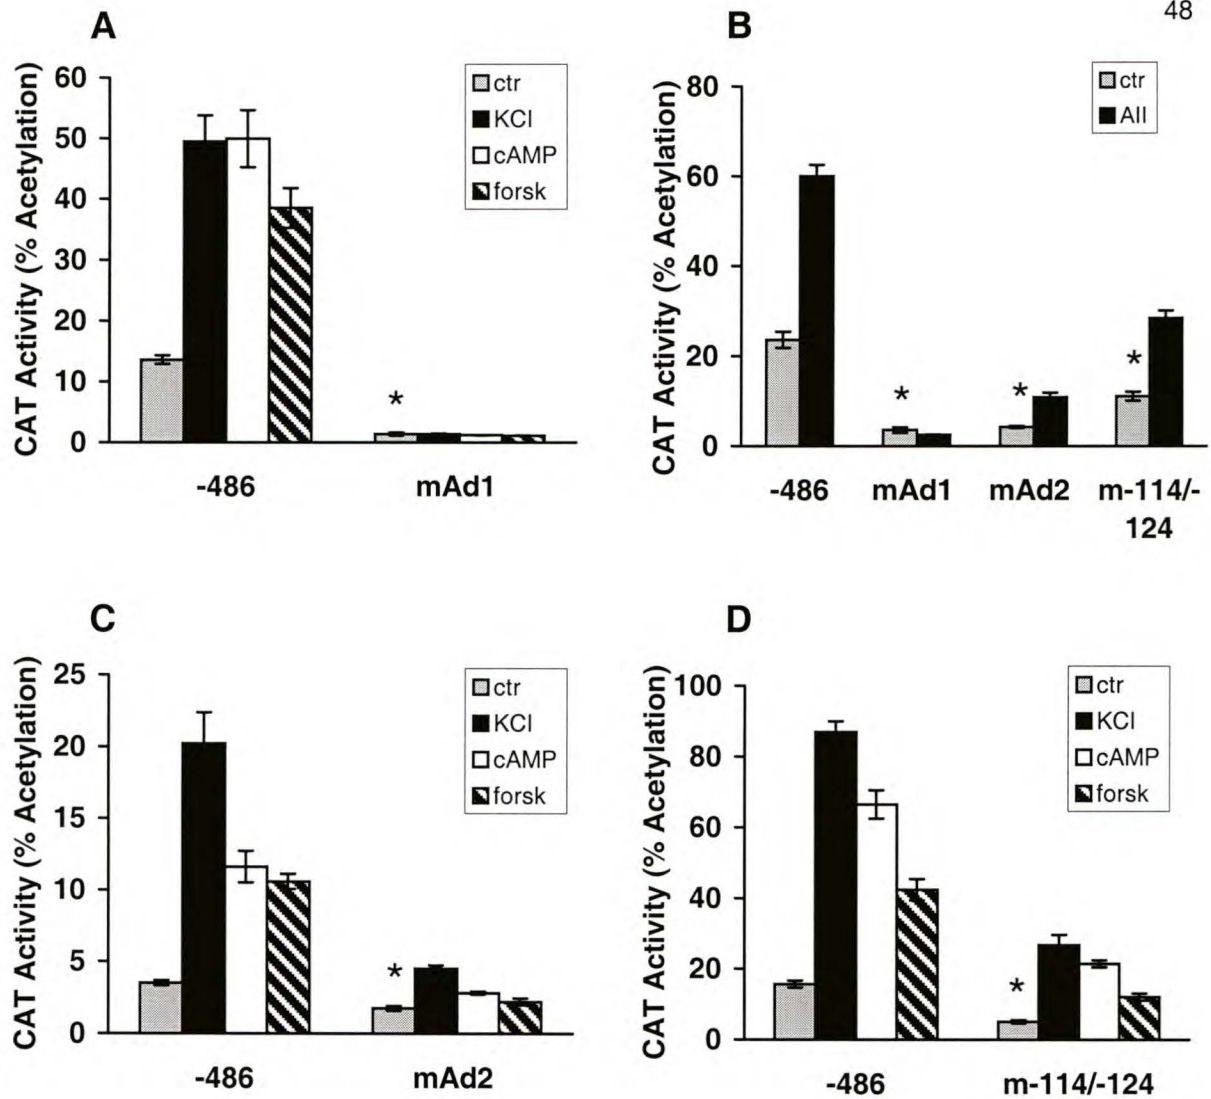 48
A
CAT Activity (% Acetylation)
60
50
40
30
20
10
0
ctr
KCl
cAMP
forsk
*
-486
mAd1
B
CAT Activity (% Acetylation)
80
60
40
20
0
ctr
AII
*
*
*
-486
mAd1
mAd2
m-114/-
124
C
CAT Activity (% Acetylation)
25
20
15
10
5
0
ctr
KCl
cAMP
forsk
*
-486
mAd2
D
CAT Activity (% Acetylation)
100
80
60
40
20
0
ctr
KCl
cAMP
forsk
*
-486
m-114/-124